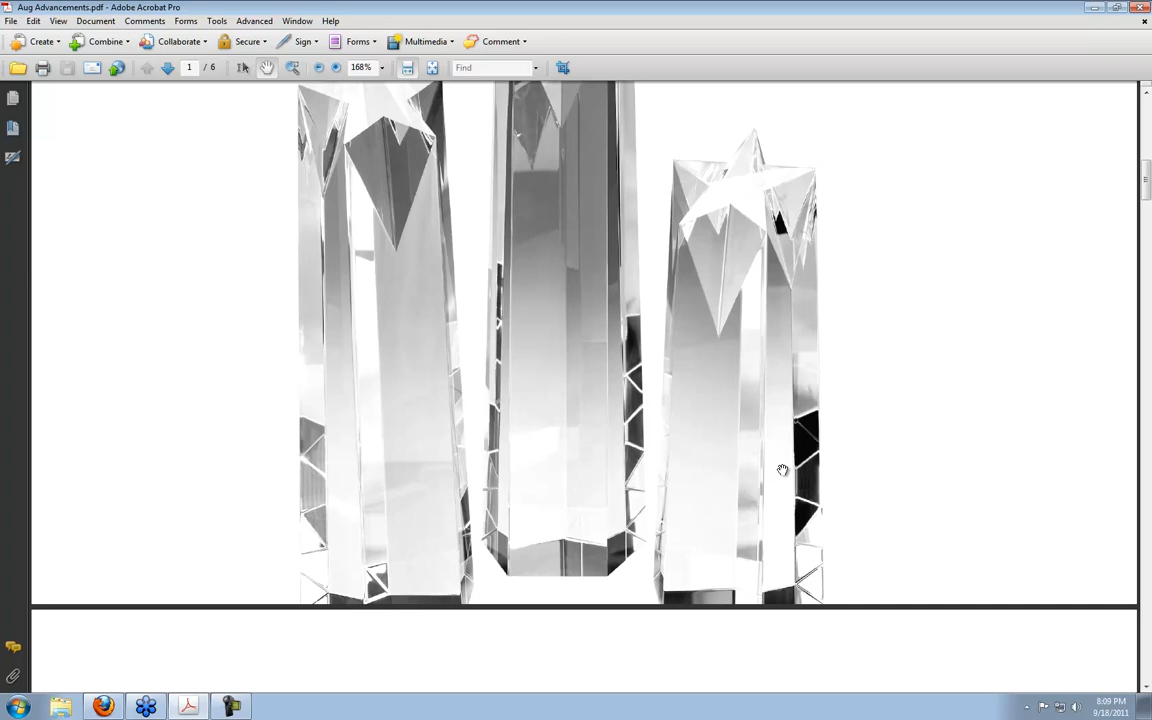 Aug Advancements.pdf - Adobe Acrobat Pro
File Edit View Document Comments Forms Tools Advanced Window Help
Create Combine Collaborate Secure Sign Forms Multimedia Comment
1 / 6 168% Find
8:09 PM
9/18/2011